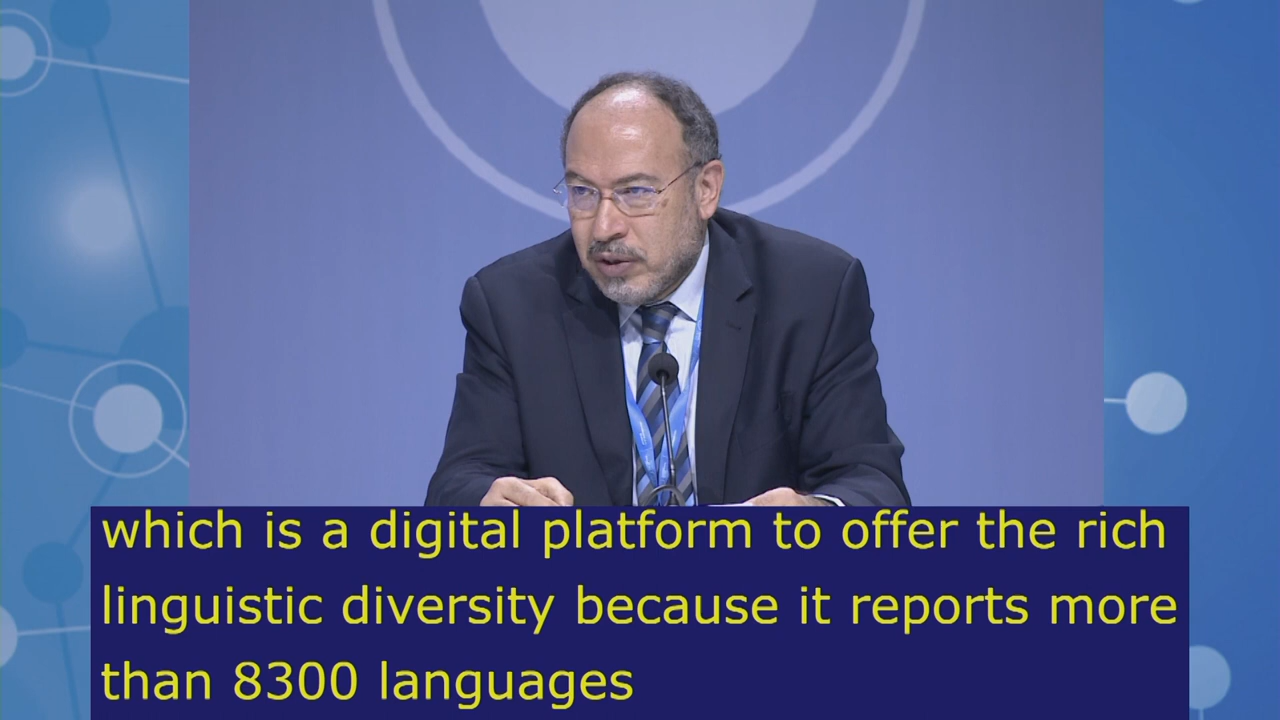 which is a digital platform to offer the rich
linguistic diversity because it reports more
than 8300 languages